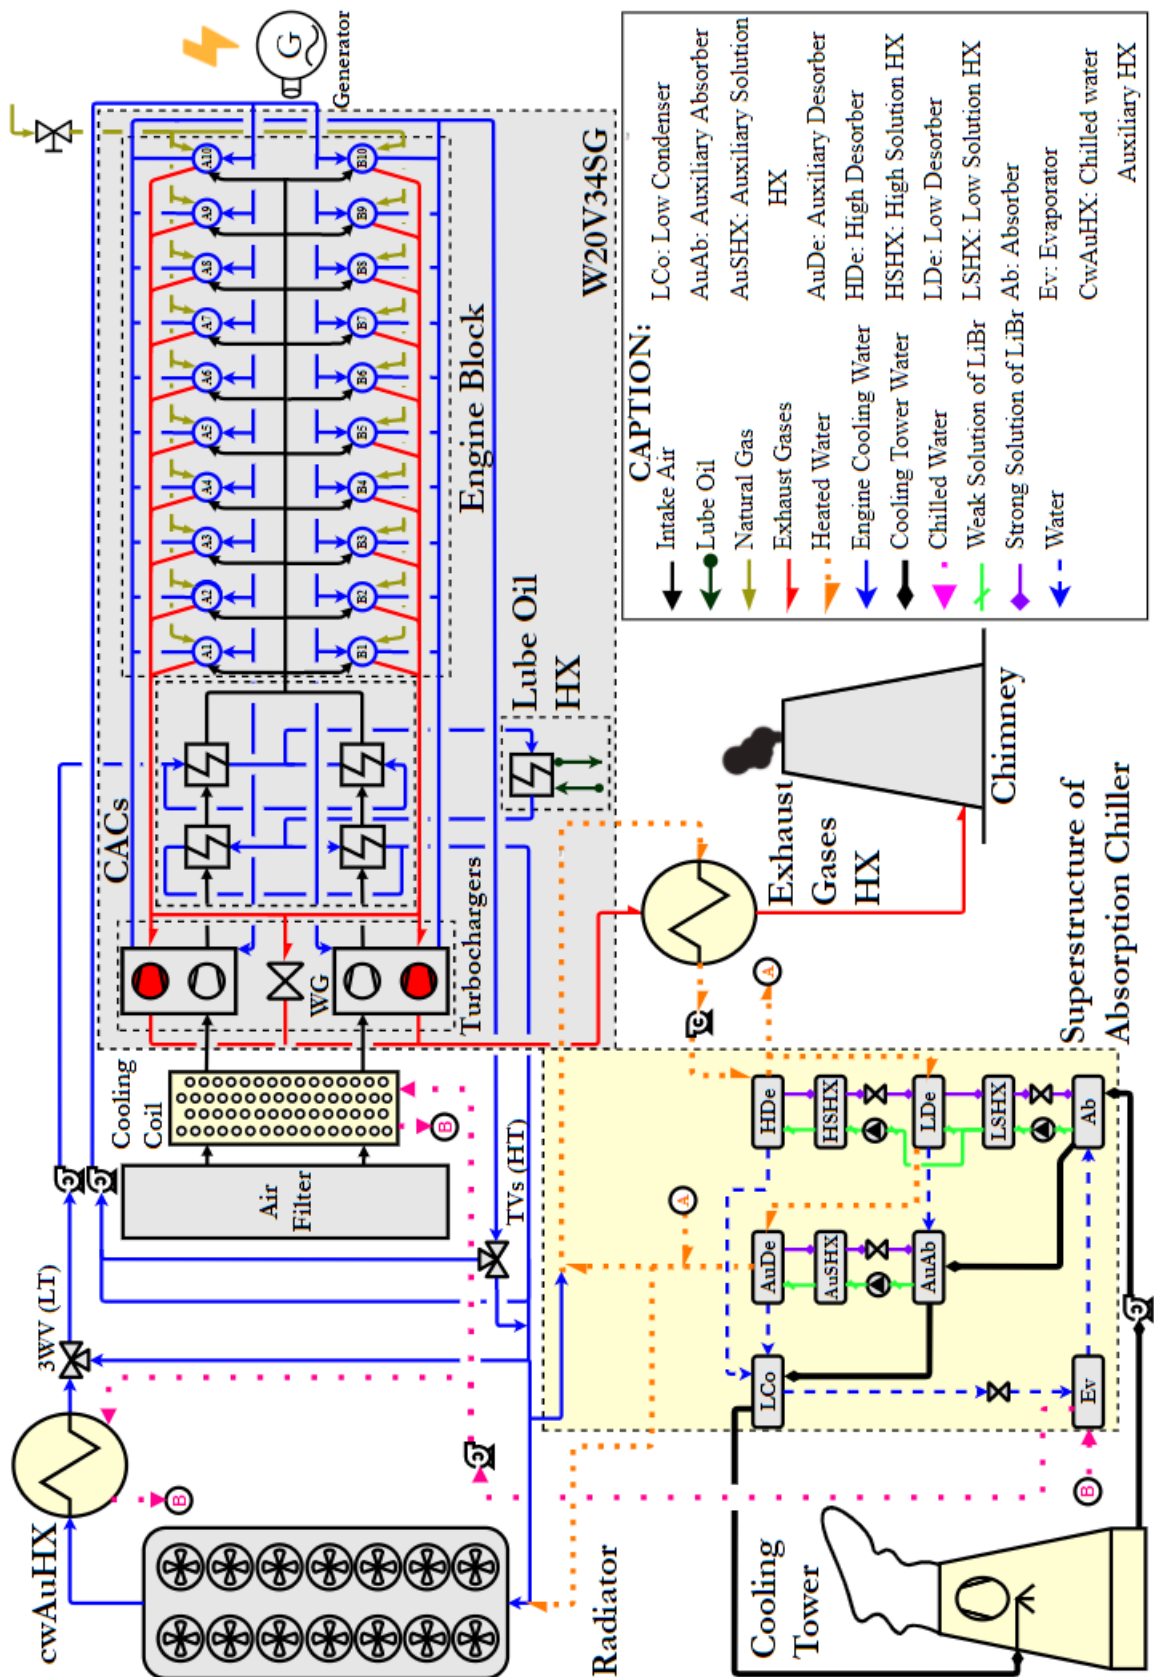 cwAuHX
Radiator
B
3WV (LT)
Air
Filter
Cooling
Coil
B
TVs (HT)
CACs
WG
Turbochargers
A1
A2
A3
A4
A5
A6
A7
A8
A9
A10
B1
B2
B3
B4
B5
B6
B7
B8
B9
B10
Engine Block
Lube Oil
HX
W20V34SG
G
Generator
Exhaust
Gases
HX
Chimney
Superstructure of
Absorption Chiller
A
A
HDe
HSHX
LDe
LSHX
Ab
AuDe
AuSHX
AuAb
LCo
Ev
B
Cooling
Tower
C
C
C
C
C
CAPTION:
Intake Air
Lube Oil
Natural Gas
Exhaust Gases
Heated Water
Engine Cooling Water
Cooling Tower Water
Chilled Water
Weak Solution of LiBr
Strong Solution of LiBr
Water
LCo: Low Condenser
AuAb: Auxiliary Absorber
AuSHX: Auxiliary Solution
HX
AuDe: Auxiliary Desorber
HDe: High Desorber
HSHX: High Solution HX
LDe: Low Desorber
LSHX: Low Solution HX
Ab: Absorber
Ev: Evaporator
CwAuHX: Chilled water
Auxiliary HX